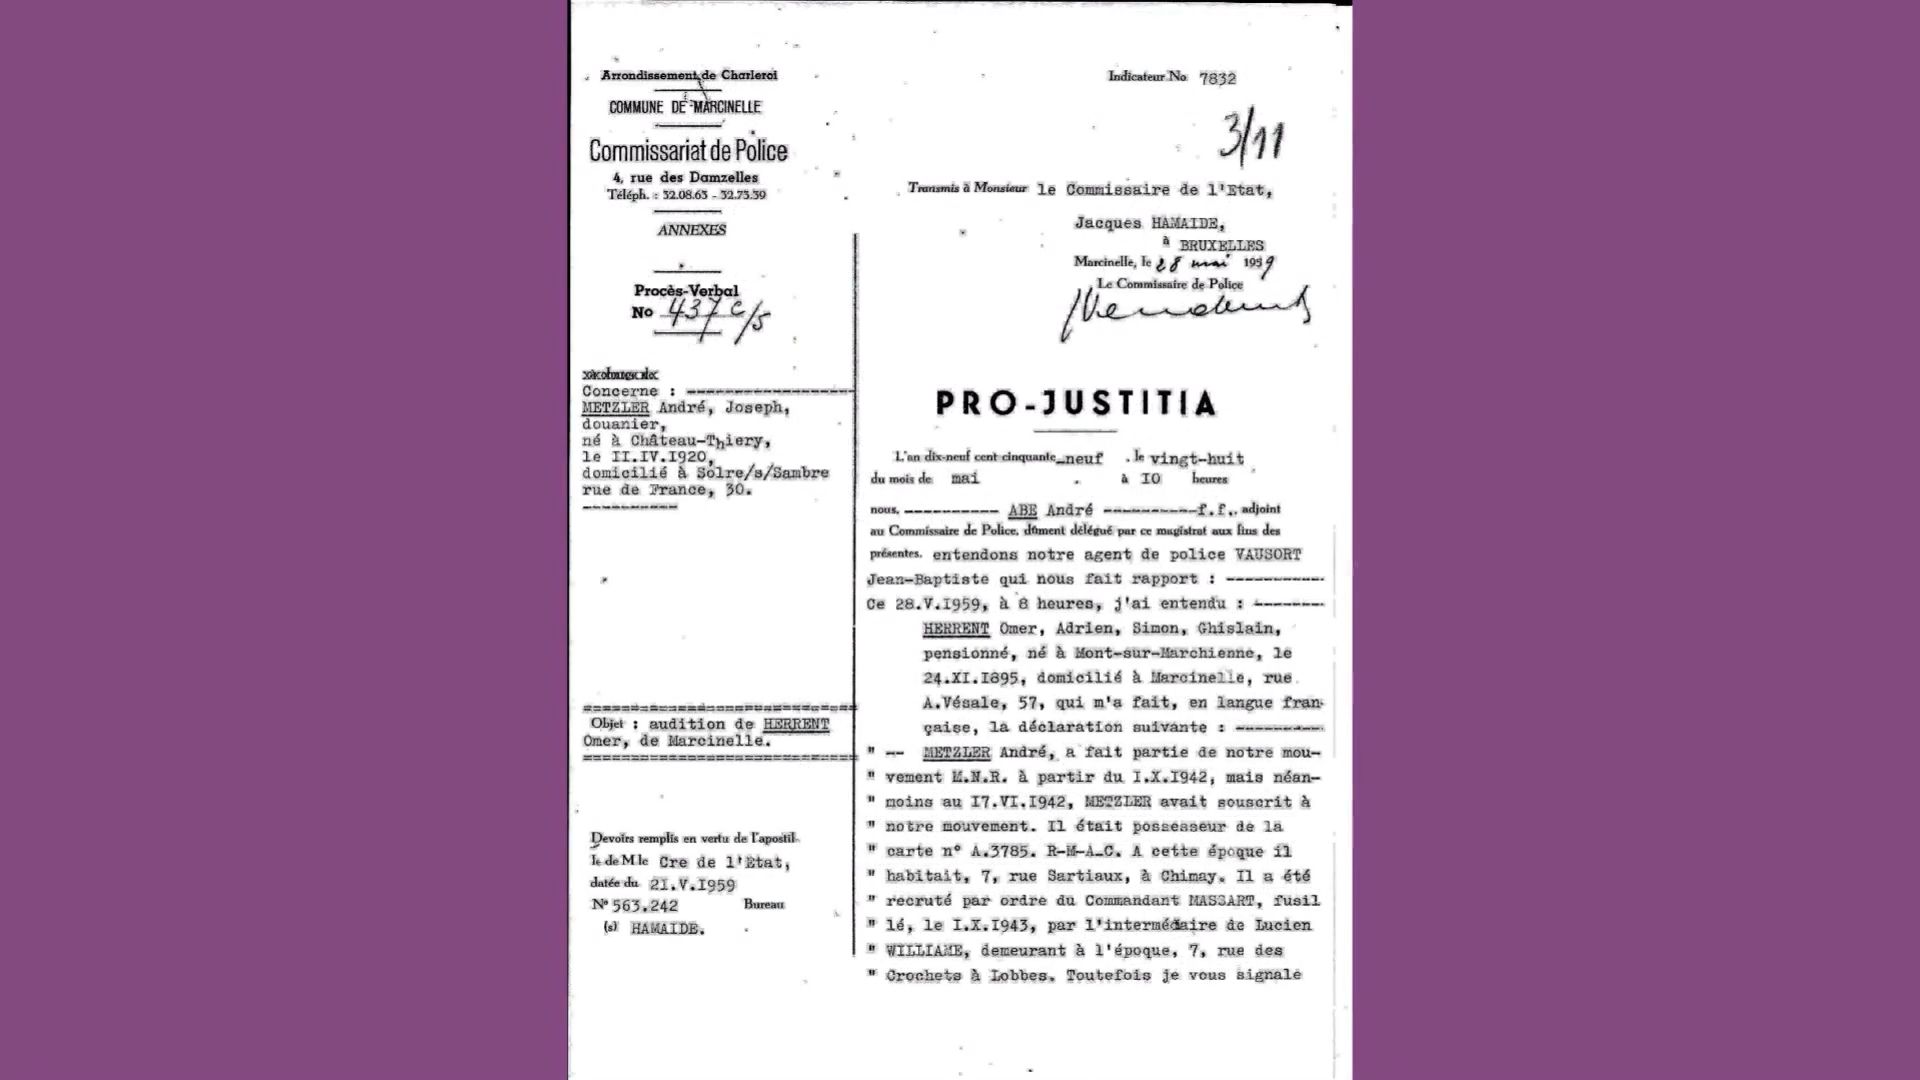 Arrondissement de Charleroi
COMMUNE DE MARCINELLE
Commissariat de Police
4, rue des Damzelles
Téléph. : 32.08.63 - 32.73.39
ANNEXES
Procès-Verbal
No 437 c/5
Concerne :
METZLER André, Joseph,
douanier,
né à Château-Thiery,
le II.IV.1920,
domicilié à Solre/s/Sambre
rue de France, 30.
Objet : audition de HERRENT
Omer, de Marcinelle.
Devoirs remplis en vertu de l'apostil-
le de M le Cre de l'Etat,
datée du 21.V.1959
N° 563.242 Bureau
(s) HAMAIDE.
Indicateur No 7832
3/11
Transmis à Monsieur le Commissaire de l'Etat,
Jacques HAMAIDE,
à BRUXELLES
Marcinelle, le 28 mai 1959
Le Commissaire de Police
PRO-JUSTITIA
L'an dix-neuf cent cinquante-neuf . le vingt-huit
du mois de mai . à IO heures
nous, ---------- ABE André ----------f.f., adjoint
au Commissaire de Police, dûment délégué par ce magistrat aux fins des
présentes, entendons notre agent de police VAUSORT
Jean-Baptiste qui nous fait rapport : ----------
Ce 28.V.I959, à 8 heures, j'ai entendu : -------
HERRENT Omer, Adrien, Simon, Ghislain,
pensionné, né à Mont-sur-Marchienne, le
24.XI.I895, domicilié à Marcinelle, rue
A.Vésale, 57, qui m'a fait, en langue fran-
çaise, la déclaration suivante : ---------
" -- METZLER André, a fait partie de notre mou-
" vement M.N.R. à partir du I.X.I942, mais néan-
" moins au I7.VI.I942, METZLER avait souscrit à
" notre mouvement. Il était possesseur de la
" carte n° A.3785. R-M-A-C. A cette époque il
" habitait, 7, rue Sartiaux, à Chimay. Il a été
" recruté par ordre du Commandant MASSART, fusil
" lé, le I.X.I943, par l'intermédaire de Lucien
" WILLIAME, demeurant à l'époque, 7, rue des
" Crochets à Lobbes. Toutefois je vous signale